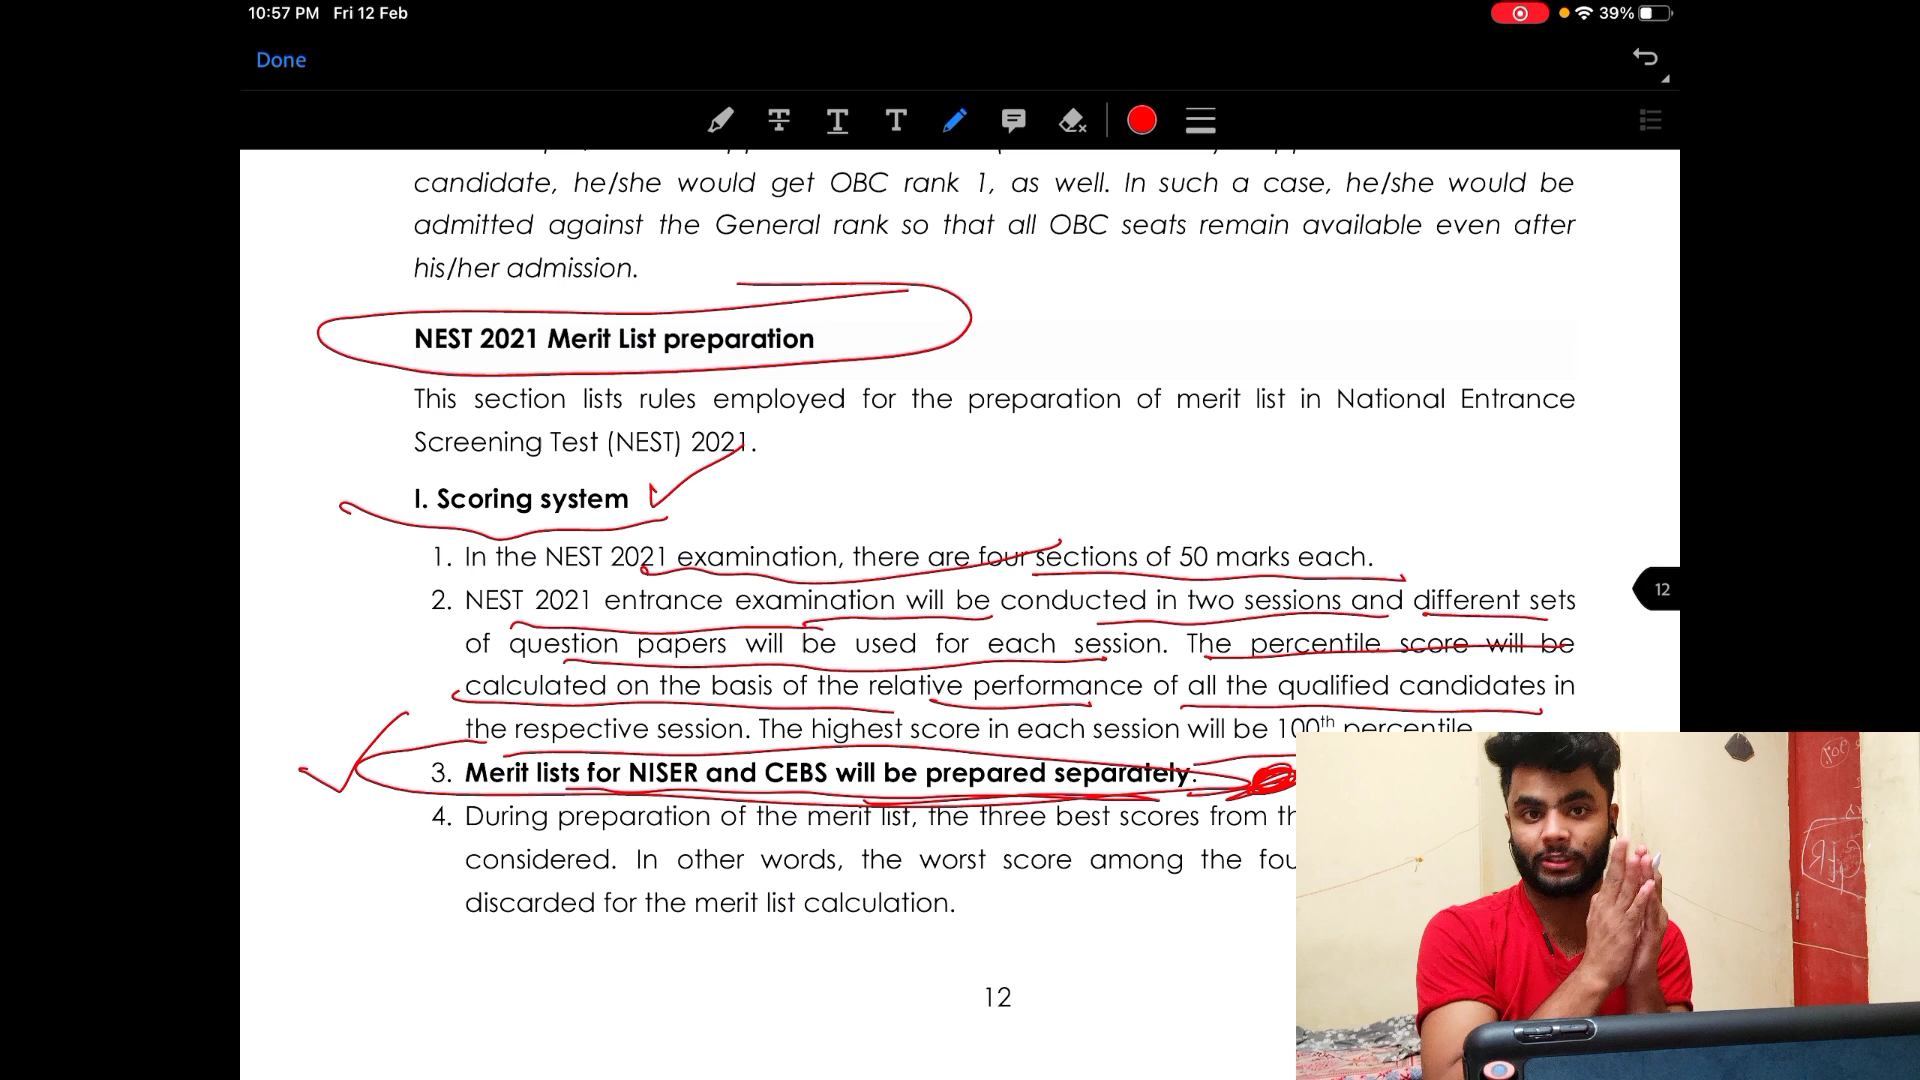 10:57 PM Fri 12 Feb
39%
Done
candidate, he/she would get OBC rank 1, as well. In such a case, he/she would be
admitted against the General rank so that all OBC seats remain available even after
his/her admission.
NEST 2021 Merit List preparation
This section lists rules employed for the preparation of merit list in National Entrance
Screening Test (NEST) 2021.
I. Scoring system
1. In the NEST 2021 examination, there are four sections of 50 marks each.
2. NEST 2021 entrance examination will be conducted in two sessions and different sets
of question papers will be used for each session. The percentile score will be
calculated on the basis of the relative performance of all the qualified candidates in
the respective session. The highest score in each session will be 100th percentile
3. Merit lists for NISER and CEBS will be prepared separately.
4. During preparation of the merit list, the three best scores from
considered. In other words, the worst score among the
discarded for the merit list calculation.
12
12